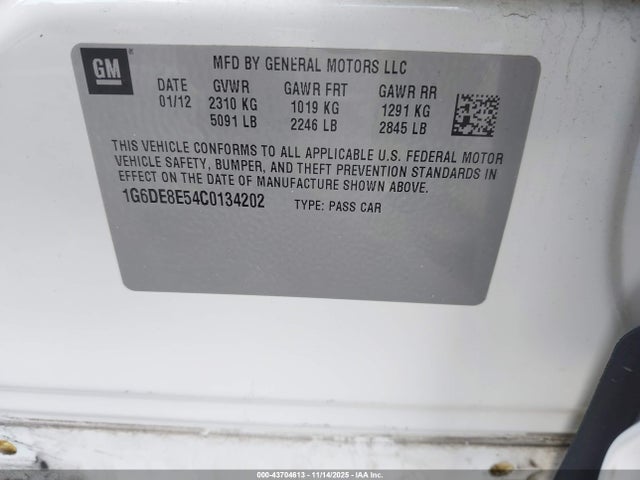 GM
MFD BY GENERAL MOTORS LLC
DATE GVWR GAWR FRT GAWR RR
01/12 2310 KG 1019 KG 1291 KG
5091 LB 2246 LB 2845 LB
THIS VEHICLE CONFORMS TO ALL APPLICABLE U.S. FEDERAL MOTOR
VEHICLE SAFETY, BUMPER, AND THEFT PREVENTION STANDARDS IN
EFFECT ON THE DATE OF MANUFACTURE SHOWN ABOVE.
1G6DE8E54C0134202 TYPE: PASS CAR
000-43704613 11/14/2025 IAA Inc.